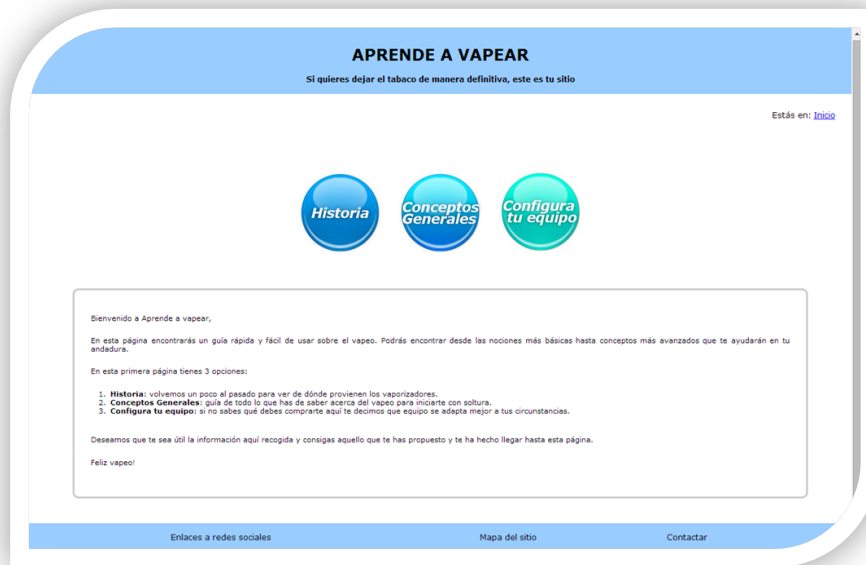 APRENDE A VAPEAR
Si quieres dejar el tabaco de manera definitiva, este es tu sitio
Estás en: Inicio
Historia
Conceptos
Generales
Configura
tu equipo
Bienvenido a Aprende a vapear,
En esta página encontrarás un guía rápida y fácil de usar sobre el vapeo. Podrás encontrar desde las nociones más básicas hasta conceptos más avanzados que te ayudarán en tu
andadura.
En esta primera página tienes 3 opciones:
1. Historia: volvemos un poco al pasado para ver de dónde provienen los vaporizadores.
2. Conceptos Generales: guía de todo lo que has de saber acerca del vapeo para iniciarte con soltura.
3. Configura tu equipo: si no sabes qué debes comprarte aquí te decimos que equipo se adapta mejor a tus circunstancias.
Deseamos que te sea útil la información aquí recogida y consigas aquello que te has propuesto y te ha hecho llegar hasta esta página.
Feliz vapeo!
Enlaces a redes sociales Mapa del sitio Contactar